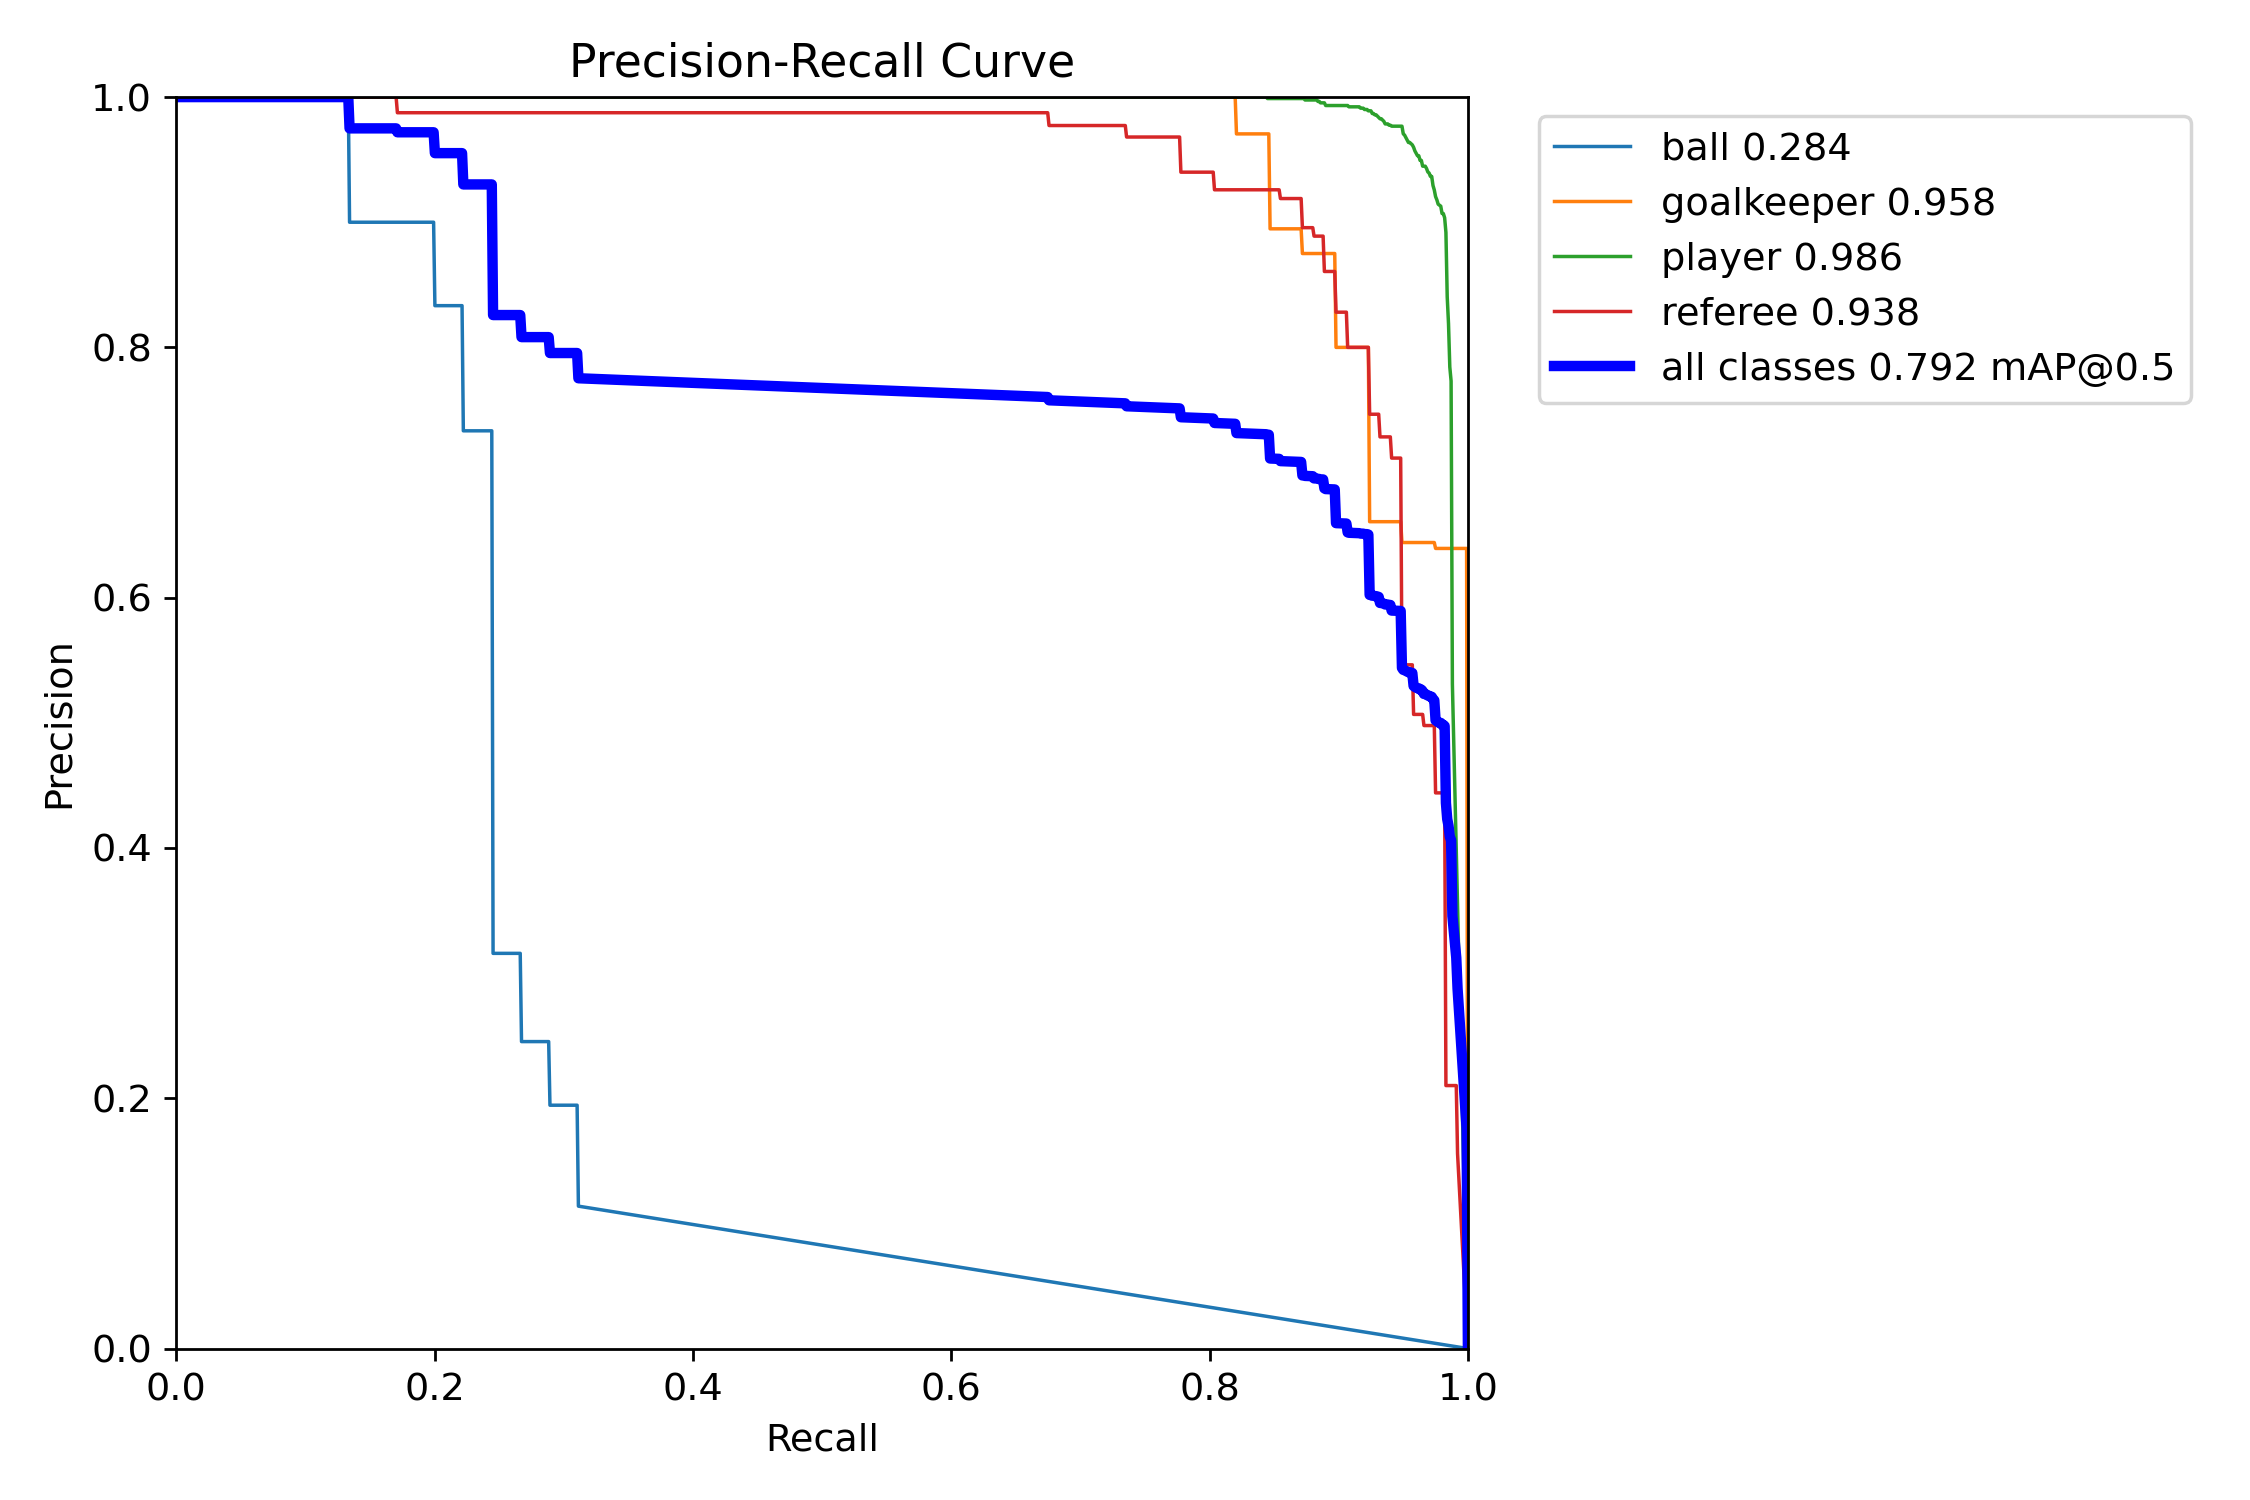 Precision-Recall Curve
1.0
0.8
0.6
0.4
0.2
0.0
Precision
0.0 0.2 0.4 0.6 0.8 1.0
Recall
ball 0.284
goalkeeper 0.958
player 0.986
referee 0.938
all classes 0.792 mAP@0.5